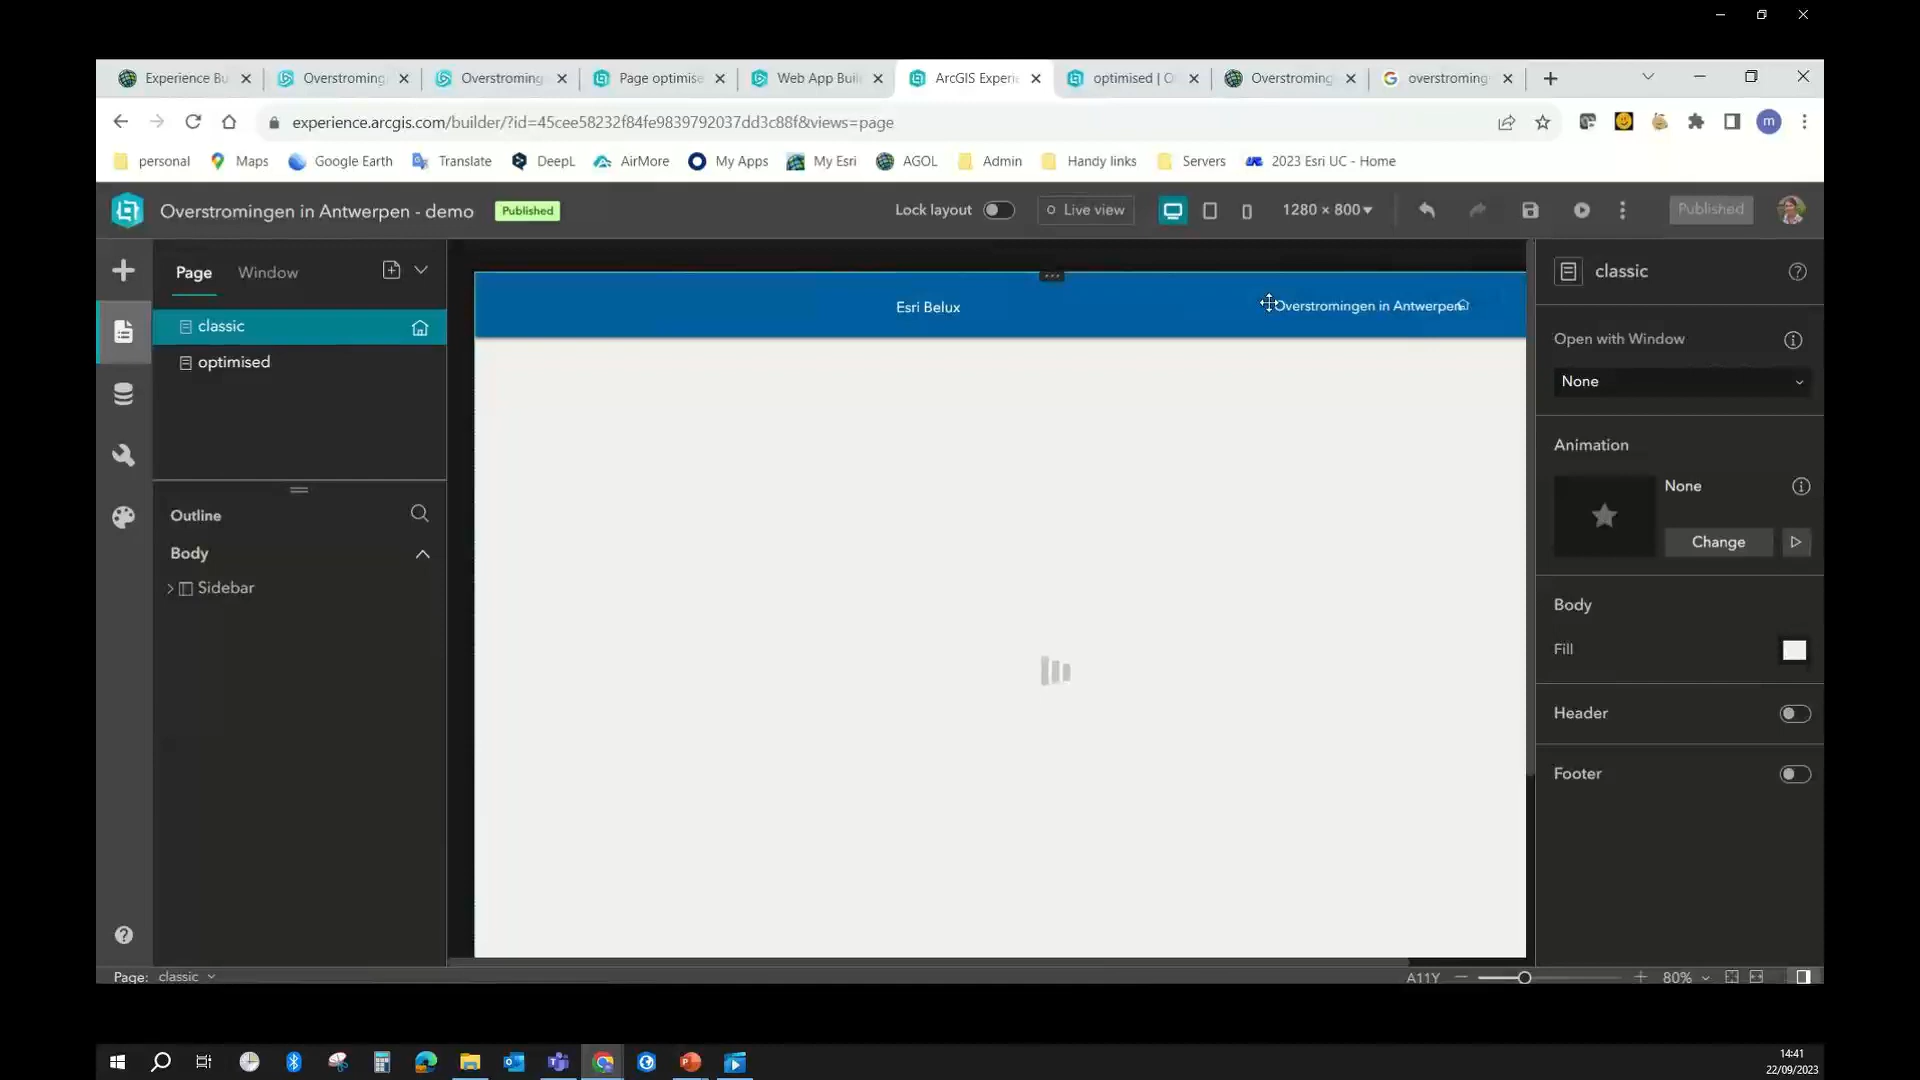 Experience Bu
Overstroming
Overstroming
Page optimise
Web App Buil
ArcGIS Experie
optimised | O
Overstroming
overstroming
experience.arcgis.com/builder/?id=45cee58232f84fe9839792037dd3c88f&views=page
m
personal
Maps
Google Earth
Translate
DeepL
AirMore
My Apps
My Esri
AGOL
Admin
Handy links
Servers
2023 Esri UC - Home
Overstromingen in Antwerpen - demo
Published
Lock layout
Live view
1280 × 800
Published
Page
Window
classic
optimised
Outline
Body
Sidebar
Esri Belux
Overstromingen in Antwerpen
classic
Open with Window
None
Animation
None
Change
Body
Fill
Header
Footer
Page: classic
A11Y
80%
14:41
22/09/2023